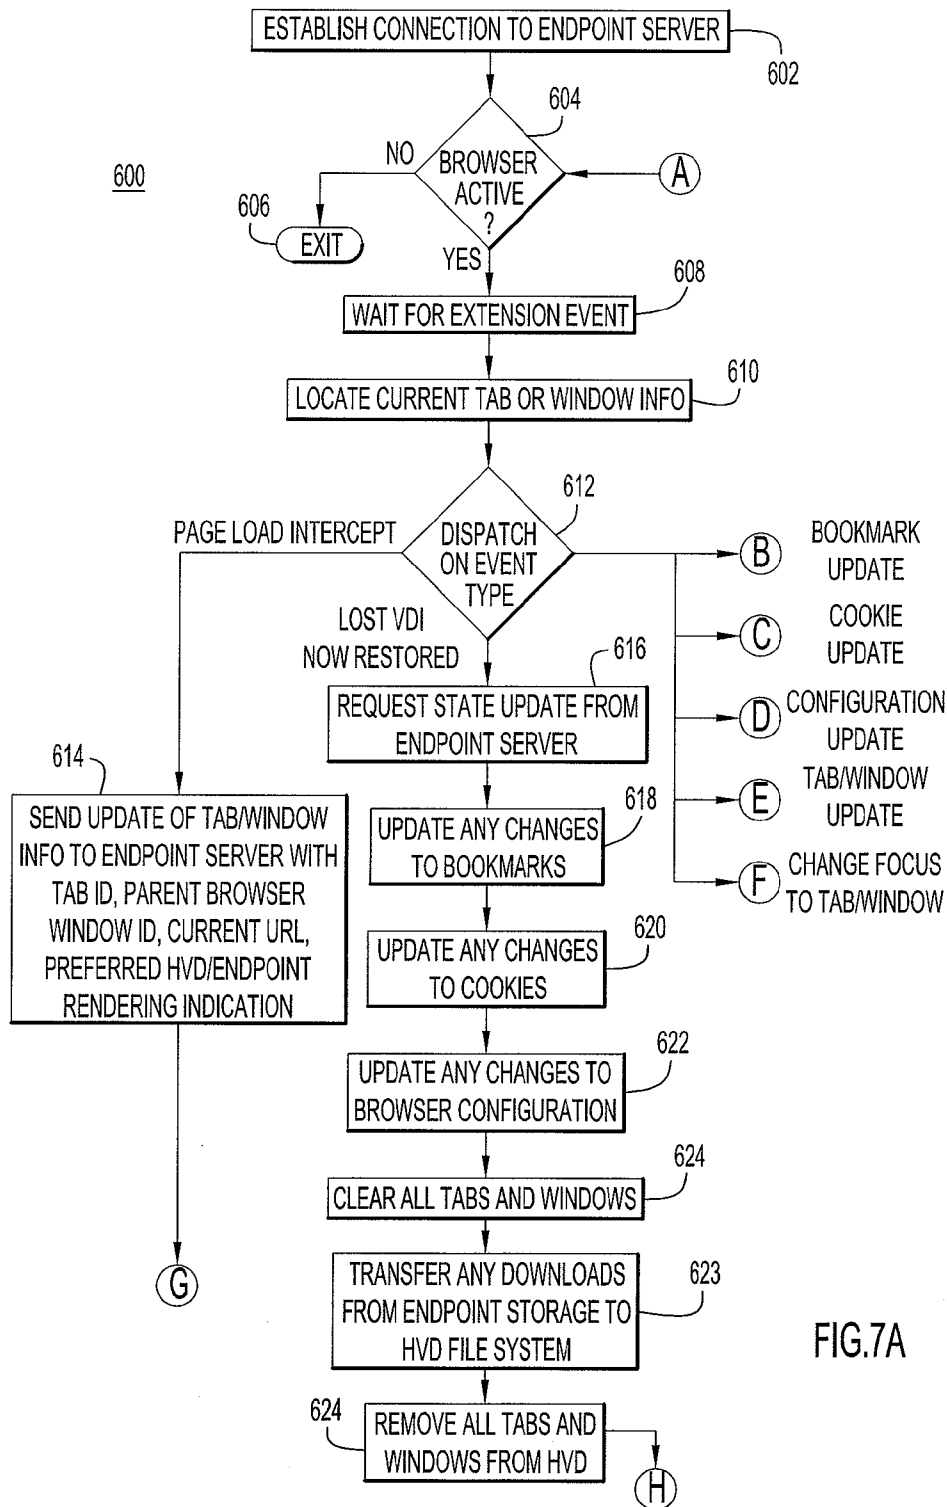 ESTABLISH CONNECTION TO ENDPOINT SERVER
602
604
NO
BROWSER
ACTIVE
?
A
600
606
EXIT
YES
608
WAIT FOR EXTENSION EVENT
610
LOCATE CURRENT TAB OR WINDOW INFO
612
PAGE LOAD INTERCEPT
DISPATCH
ON EVENT
TYPE
B
BOOKMARK
UPDATE
LOST VDI
NOW RESTORED
C
COOKIE
UPDATE
616
REQUEST STATE UPDATE FROM
ENDPOINT SERVER
D
CONFIGURATION
UPDATE
E
TAB/WINDOW
UPDATE
F
CHANGE FOCUS
TO TAB/WINDOW
614
SEND UPDATE OF TAB/WINDOW
INFO TO ENDPOINT SERVER WITH
TAB ID, PARENT BROWSER
WINDOW ID, CURRENT URL,
PREFERRED HVD/ENDPOINT
RENDERING INDICATION
618
UPDATE ANY CHANGES
TO BOOKMARKS
620
UPDATE ANY CHANGES
TO COOKIES
622
UPDATE ANY CHANGES TO
BROWSER CONFIGURATION
624
CLEAR ALL TABS AND WINDOWS
G
623
TRANSFER ANY DOWNLOADS
FROM ENDPOINT STORAGE TO
HVD FILE SYSTEM
FIG.7A
624
REMOVE ALL TABS AND
WINDOWS FROM HVD
H